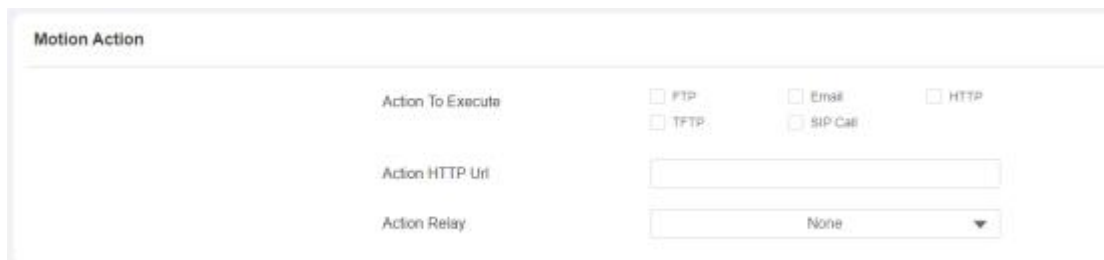 Motion Action
Action To Execute
FTP Email HTTP
TFTP SIP Call
Action HTTP Url
Action Relay None